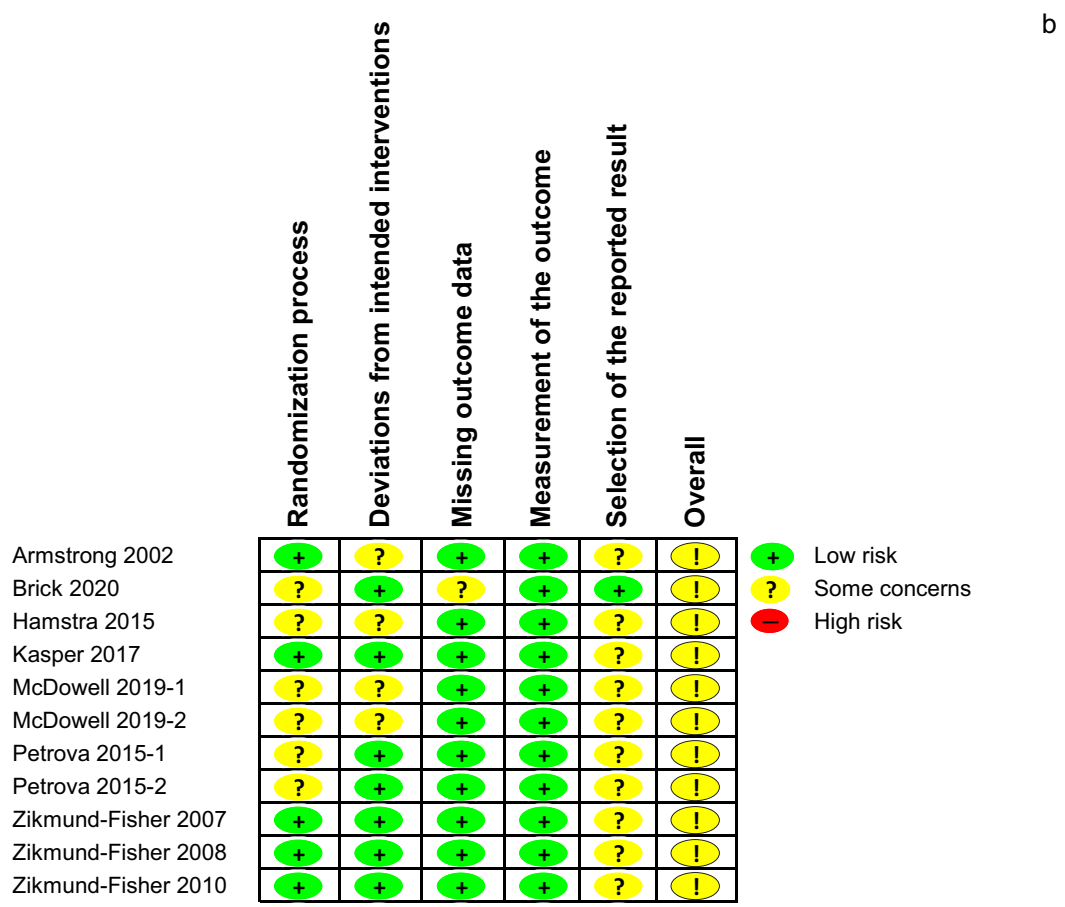 b
Randomization process
Deviations from intended interventions
Missing outcome data
Measurement of the outcome
Selection of the reported result
Overall
Armstrong 2002 + ? + + ? ! + Low risk
Brick 2020 ? + ? + + ! ? Some concerns
Hamstra 2015 ? ? + + ? ! − High risk
Kasper 2017 + + + + ? !
McDowell 2019-1 ? ? + + ? !
McDowell 2019-2 ? ? + + ? !
Petrova 2015-1 ? + + + ? !
Petrova 2015-2 ? + + + ? !
Zikmund-Fisher 2007 + + + + ? !
Zikmund-Fisher 2008 + + + + ? !
Zikmund-Fisher 2010 + + + + ? !